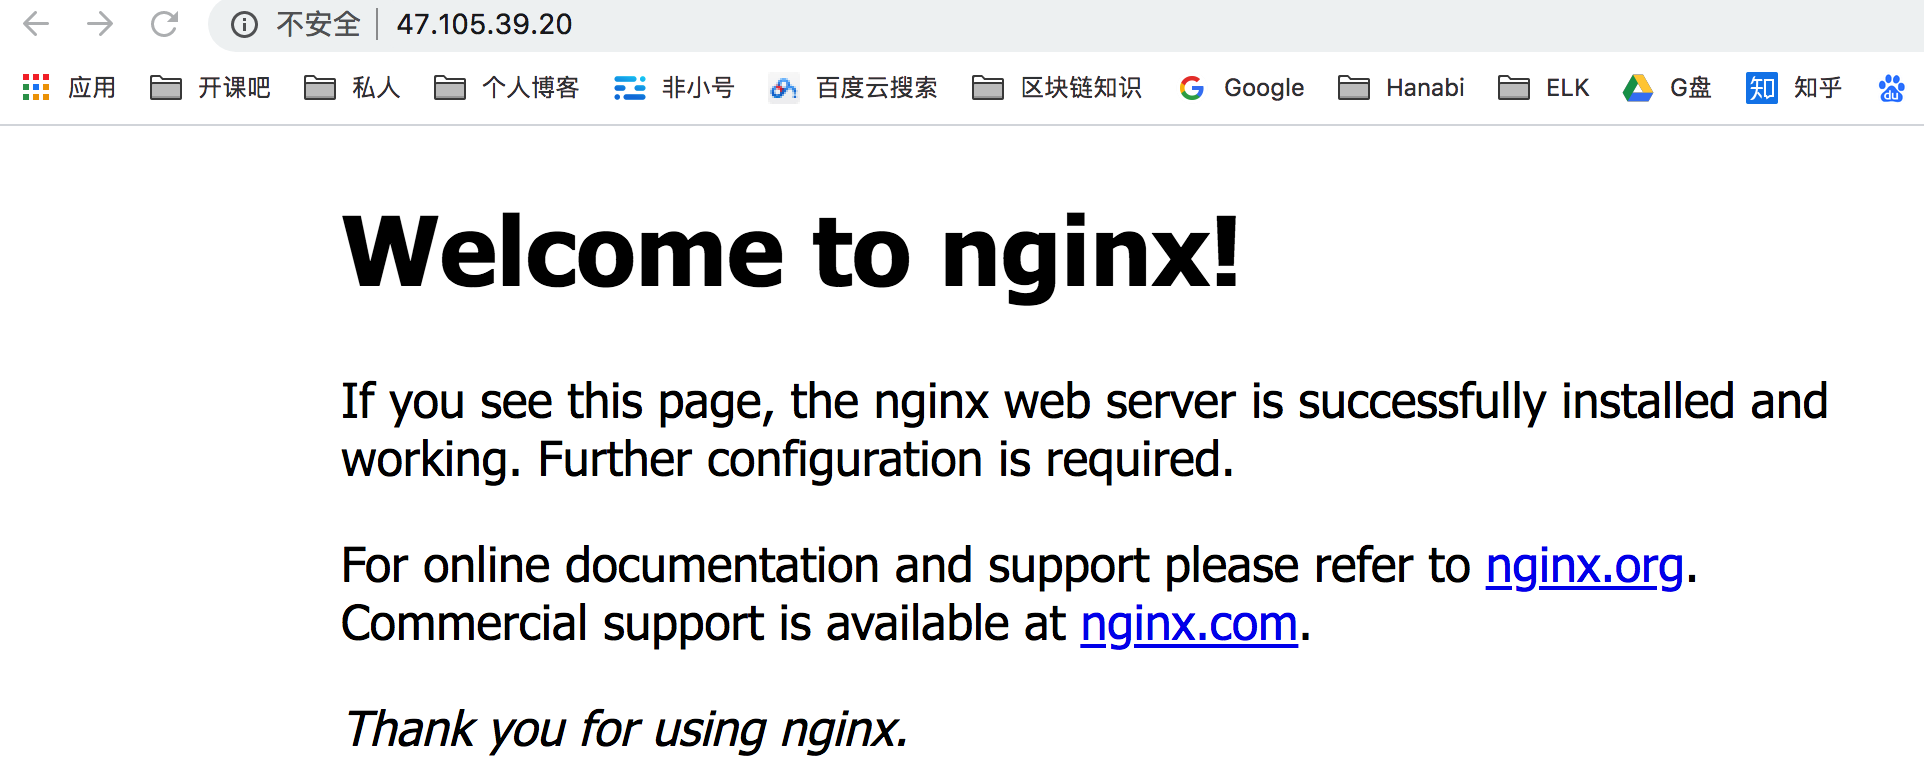 不安全 47.105.39.20
应用 开课吧 私人 个人博客 非小号 百度云搜索 区块链知识 Google Hanabi ELK G盘 知 知乎 du
Welcome to nginx!
If you see this page, the nginx web server is successfully installed and
working. Further configuration is required.
For online documentation and support please refer to nginx.org.
Commercial support is available at nginx.com.
Thank you for using nginx.